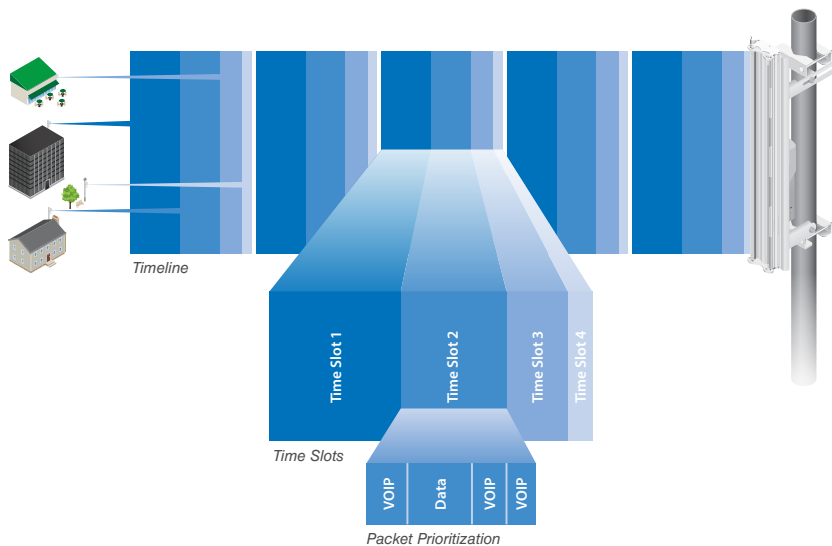 Timeline
Time Slot 1
Time Slot 2
Time Slot 3
Time Slot 4
Time Slots
VOIP
Data
VOIP
VOIP
Packet Prioritization